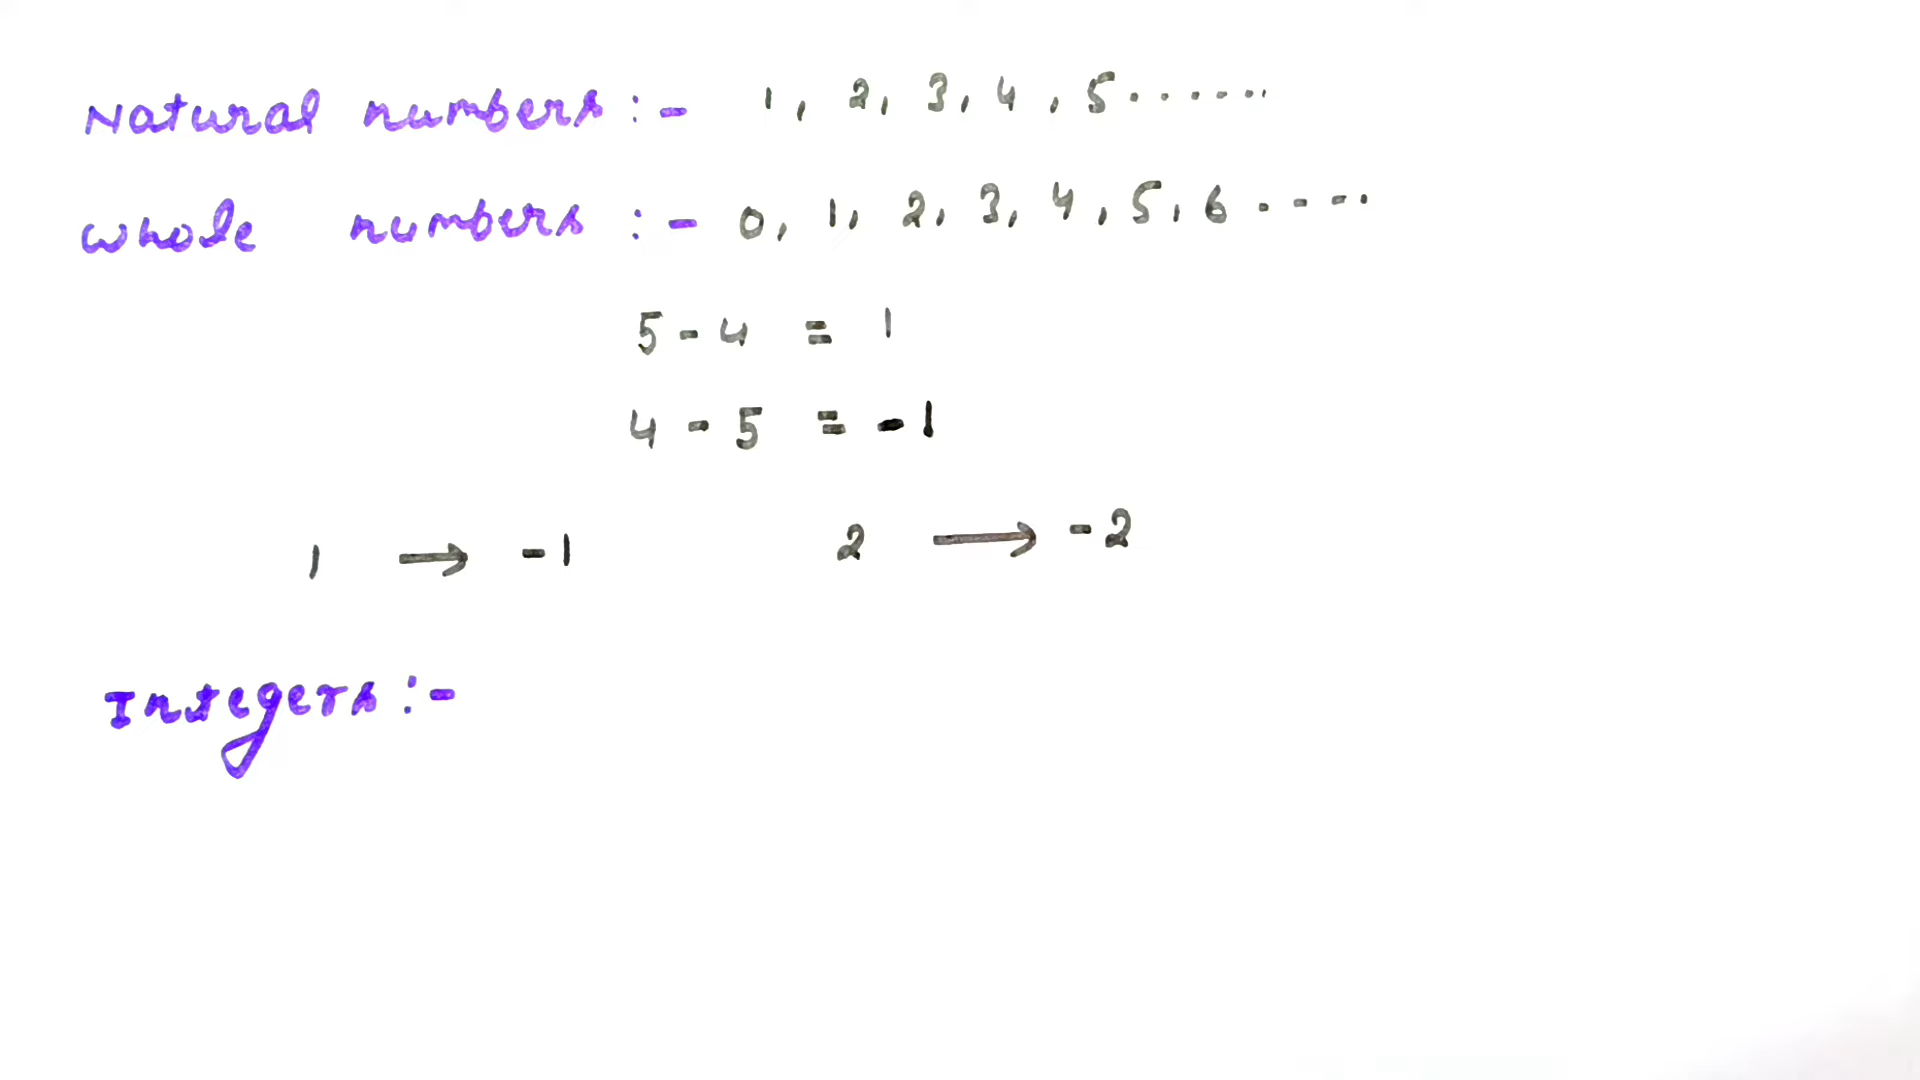 Natural numbers :- 1, 2, 3, 4, 5......
Whole numbers :- 0, 1, 2, 3, 4, 5, 6....
5-4 = 1
4-5 = -1
1 → -1 2 → -2
Integers :-